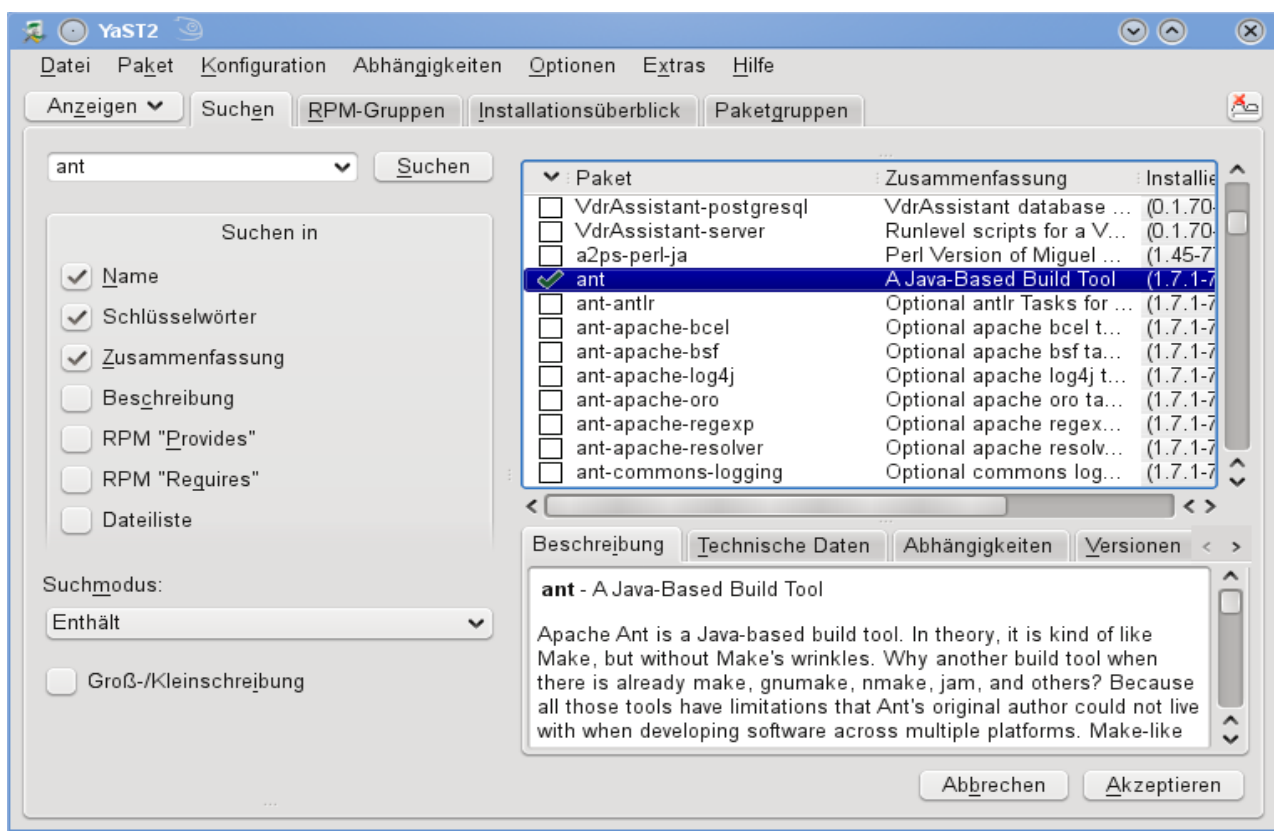 YaST2
Datei Paket Konfiguration Abhängigkeiten Optionen Extras Hilfe
Anzeigen Suchen RPM-Gruppen Installationsüberblick Paketgruppen
ant Suchen
Suchen in
Name
Schlüsselwörter
Zusammenfassung
Beschreibung
RPM "Provides"
RPM "Requires"
Dateiliste
Suchmodus:
Enthält
Groß-/Kleinschreibung
Paket Zusammenfassung Installie
VdrAssistant-postgresql VdrAssistant database ... (0.1.70-
VdrAssistant-server Runlevel scripts for a V... (0.1.70-
a2ps-perl-ja Perl Version of Miguel ... (1.45-7
ant A Java-Based Build Tool (1.7.1-7
ant-antlr Optional antlr Tasks for ... (1.7.1-7
ant-apache-bcel Optional apache bcel t... (1.7.1-7
ant-apache-bsf Optional apache bsf ta... (1.7.1-7
ant-apache-log4j Optional apache log4j t... (1.7.1-7
ant-apache-oro Optional apache oro ta... (1.7.1-7
ant-apache-regexp Optional apache regex... (1.7.1-7
ant-apache-resolver Optional apache resolv... (1.7.1-7
ant-commons-logging Optional commons log... (1.7.1-7
Beschreibung Technische Daten Abhängigkeiten Versionen
ant - A Java-Based Build Tool
Apache Ant is a Java-based build tool. In theory, it is kind of like
Make, but without Make's wrinkles. Why another build tool when
there is already make, gnumake, nmake, jam, and others? Because
all those tools have limitations that Ant's original author could not live
with when developing software across multiple platforms. Make-like
Abbrechen Akzeptieren